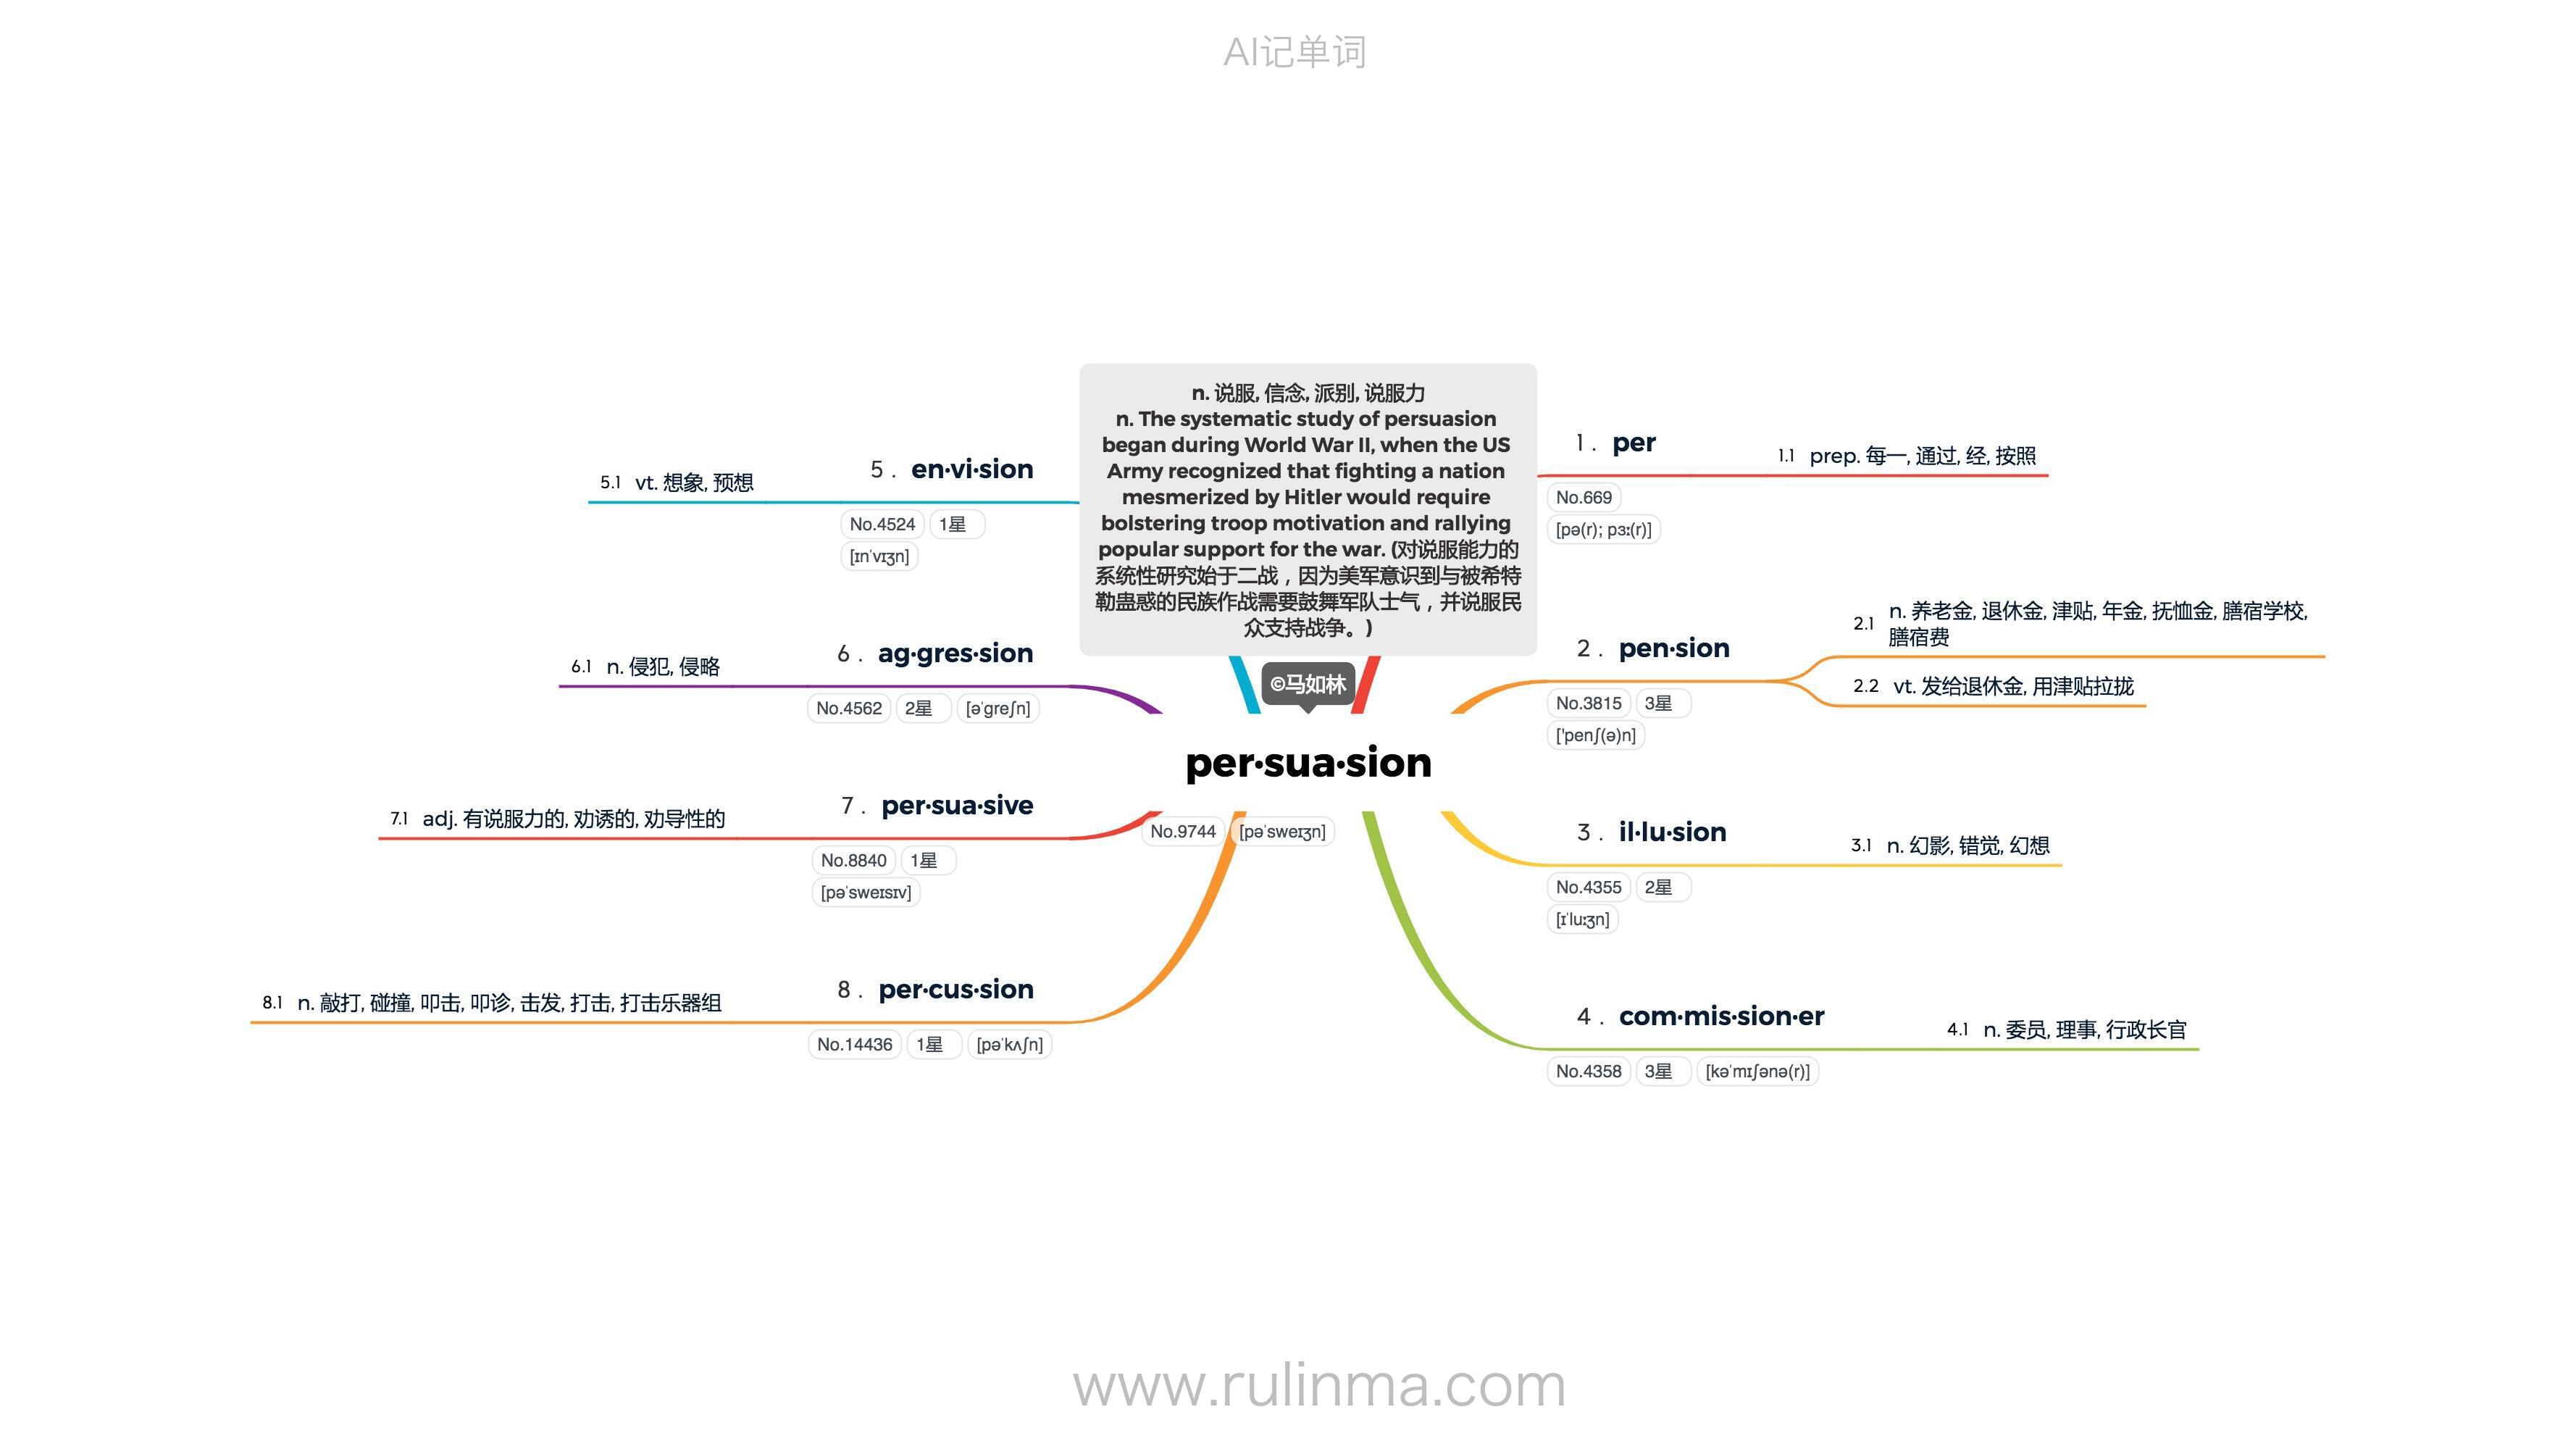 AI记单词
n. 说服, 信念, 派别, 说服力
n. The systematic study of persuasion
began during World War II, when the US
Army recognized that fighting a nation
mesmerized by Hitler would require
bolstering troop motivation and rallying
popular support for the war. (对说服能力的
系统性研究始于二战，因为美军意识到与被希特
勒蛊惑的民族作战需要鼓舞军队士气，并说服民
众支持战争。)
©马如林
per·sua·sion
No.9744 [pəˈsweɪʒn]
1 . per
No.669
[pə(r); pɜː(r)]
1.1 prep. 每一, 通过, 经, 按照
2 . pen·sion
No.3815 3星
['penʃ(ə)n]
2.1 n. 养老金, 退休金, 津贴, 年金, 抚恤金, 膳宿学校,
膳宿费
2.2 vt. 发给退休金, 用津贴拉拢
3 . il·lu·sion
No.4355 2星
[ɪˈluːʒn]
3.1 n. 幻影, 错觉, 幻想
4 . com·mis·sion·er
No.4358 3星 [kəˈmɪʃənə(r)]
4.1 n. 委员, 理事, 行政长官
5 . en·vi·sion
No.4524 1星
[ɪnˈvɪʒn]
5.1 vt. 想象, 预想
6 . ag·gres·sion
No.4562 2星 [əˈɡreʃn]
6.1 n. 侵犯, 侵略
7 . per·sua·sive
No.8840 1星
[pəˈsweɪsɪv]
7.1 adj. 有说服力的, 劝诱的, 劝导性的
8 . per·cus·sion
No.14436 1星 [pəˈkʌʃn]
8.1 n. 敲打, 碰撞, 叩击, 叩诊, 击发, 打击, 打击乐器组
www.rulinma.com